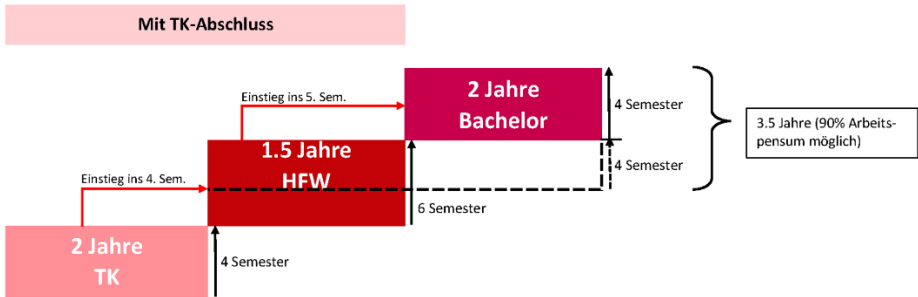 Mit TK-Abschluss
2 Jahre
Bachelor
Einstieg ins 5. Sem.
4 Semester
3.5 Jahre (90% Arbeits-
pensum möglich)
1.5 Jahre
HFW
4 Semester
Einstieg ins 4. Sem.
6 Semester
2 Jahre
TK
4 Semester